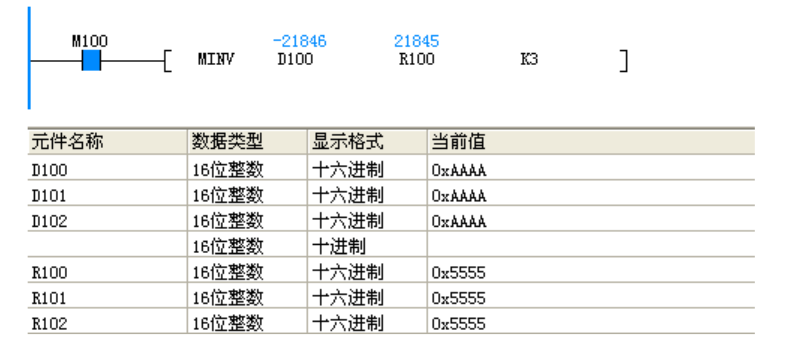 M100 -21846 21845
[ MINV D100 R100 K3 ]
元件名称 数据类型 显示格式 当前值
D100 16位整数 十六进制 0xAAAA
D101 16位整数 十六进制 0xAAAA
D102 16位整数 十六进制 0xAAAA
16位整数 十进制
R100 16位整数 十六进制 0x5555
R101 16位整数 十六进制 0x5555
R102 16位整数 十六进制 0x5555